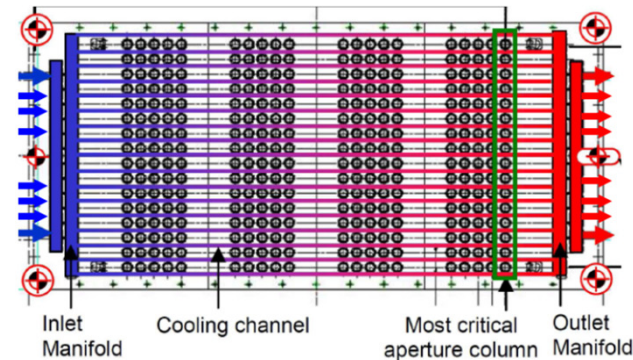 Inlet
Manifold
Cooling channel
Most critical
aperture column
Outlet
Manifold